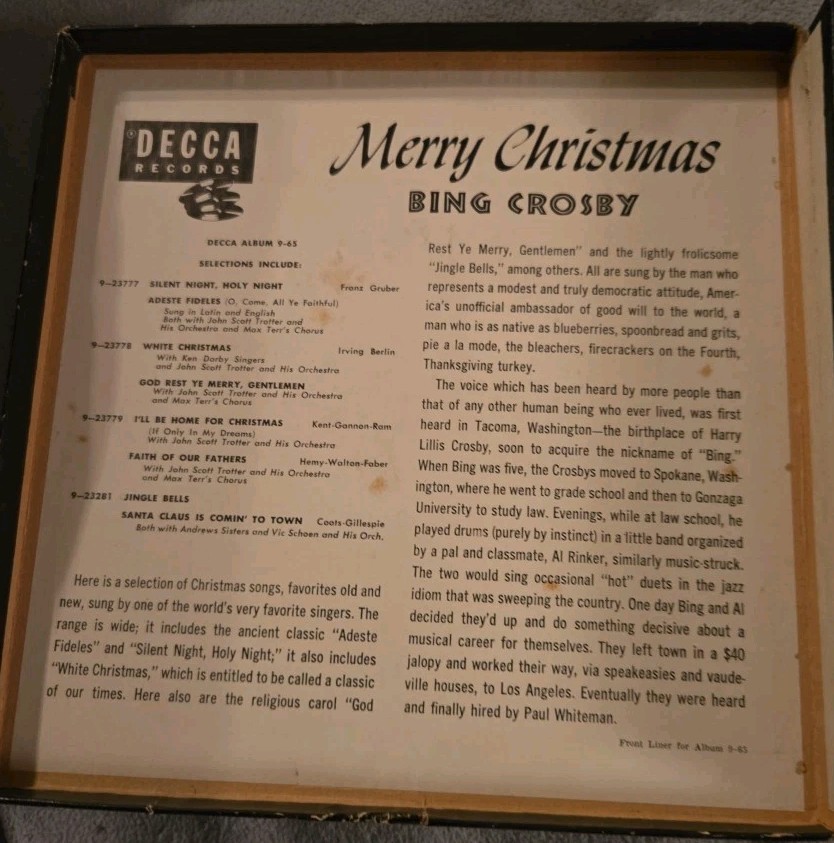 DECCA
RECORDS
Merry Christmas
BING CROSBY
DECCA ALBUM 9-65
SELECTIONS INCLUDE:
9—23777 SILENT NIGHT, HOLY NIGHT Franz Gruber
ADESTE FIDELES (O, Come, All Ye Faithful)
Sung in Latin and English
Both with John Scott Trotter and
His Orchestra and Max Terr's Chorus
9—23778 WHITE CHRISTMAS Irving Berlin
With Ken Darby Singers
and John Scott Trotter and His Orchestra
GOD REST YE MERRY, GENTLEMEN
With John Scott Trotter and His Orchestra
and Max Terr's Chorus
9—23779 I'LL BE HOME FOR CHRISTMAS Kent-Gannon-Ram
(If Only In My Dreams)
With John Scott Trotter and His Orchestra
FAITH OF OUR FATHERS Hemy-Walton-Faber
With John Scott Trotter and His Orchestra
and Max Terr's Chorus
9—23281 JINGLE BELLS
SANTA CLAUS IS COMIN' TO TOWN Coots-Gillespie
Both with Andrews Sisters and Vic Schoen and His Orch.
Here is a selection of Christmas songs, favorites old and
new, sung by one of the world's very favorite singers. The
range is wide; it includes the ancient classic "Adeste
Fideles" and "Silent Night, Holy Night;" it also includes
"White Christmas," which is entitled to be called a classic
of our times. Here also are the religious carol "God
Rest Ye Merry, Gentlemen" and the lightly frolicsome
"Jingle Bells," among others. All are sung by the man who
represents a modest and truly democratic attitude, Amer-
ica's unofficial ambassador of good will to the world, a
man who is as native as blueberries, spoonbread and grits,
pie a la mode, the bleachers, firecrackers on the Fourth,
Thanksgiving turkey.
The voice which has been heard by more people than
that of any other human being who ever lived, was first
heard in Tacoma, Washington—the birthplace of Harry
Lillis Crosby, soon to acquire the nickname of "Bing."
When Bing was five, the Crosbys moved to Spokane, Wash-
ington, where he went to grade school and then to Gonzaga
University to study law. Evenings, while at law school, he
played drums (purely by instinct) in a little band organized
by a pal and classmate, Al Rinker, similarly music-struck.
The two would sing occasional "hot" duets in the jazz
idiom that was sweeping the country. One day Bing and Al
decided they'd up and do something decisive about a
musical career for themselves. They left town in a $40
jalopy and worked their way, via speakeasies and vaude-
ville houses, to Los Angeles. Eventually they were heard
and finally hired by Paul Whiteman.
Front Liner for Album 9-65